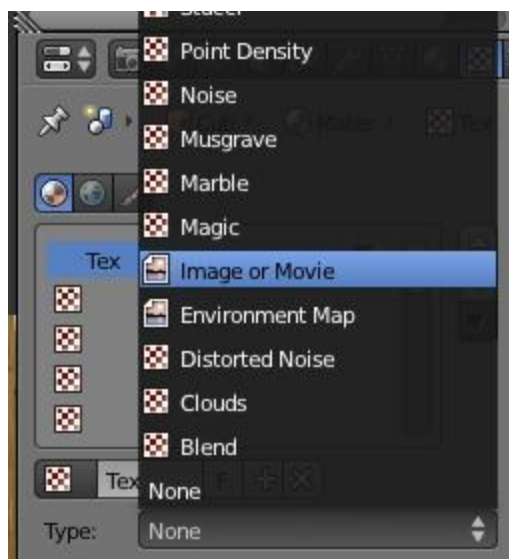 Point Density
Noise
Musgrave
Marble
Magic
Tex
Image or Movie
Environment Map
Distorted Noise
Clouds
Blend
Tex
F
None
Type:
None